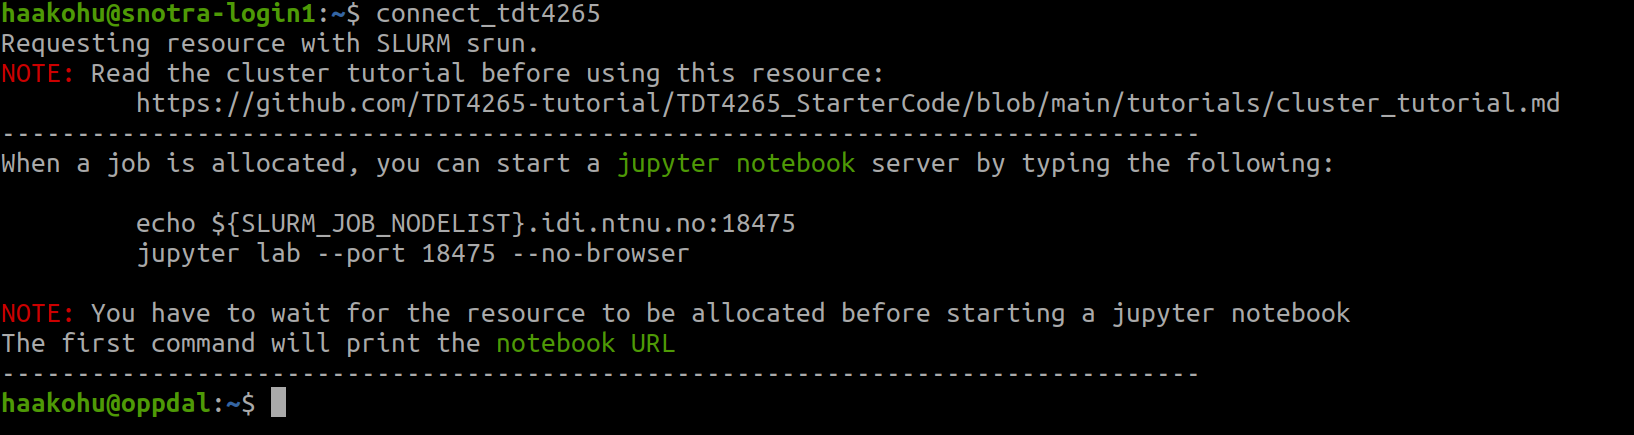 haakohu@snotra-login1:~$ connect_tdt4265
Requesting resource with SLURM srun.
NOTE: Read the cluster tutorial before using this resource:
https://github.com/TDT4265-tutorial/TDT4265_StarterCode/blob/main/tutorials/cluster_tutorial.md
--------------------------------------------------------------------------------
When a job is allocated, you can start a jupyter notebook server by typing the following:
echo ${SLURM_JOB_NODELIST}.idi.ntnu.no:18475
jupyter lab --port 18475 --no-browser
NOTE: You have to wait for the resource to be allocated before starting a jupyter notebook
The first command will print the notebook URL
--------------------------------------------------------------------------------
haakohu@oppdal:~$